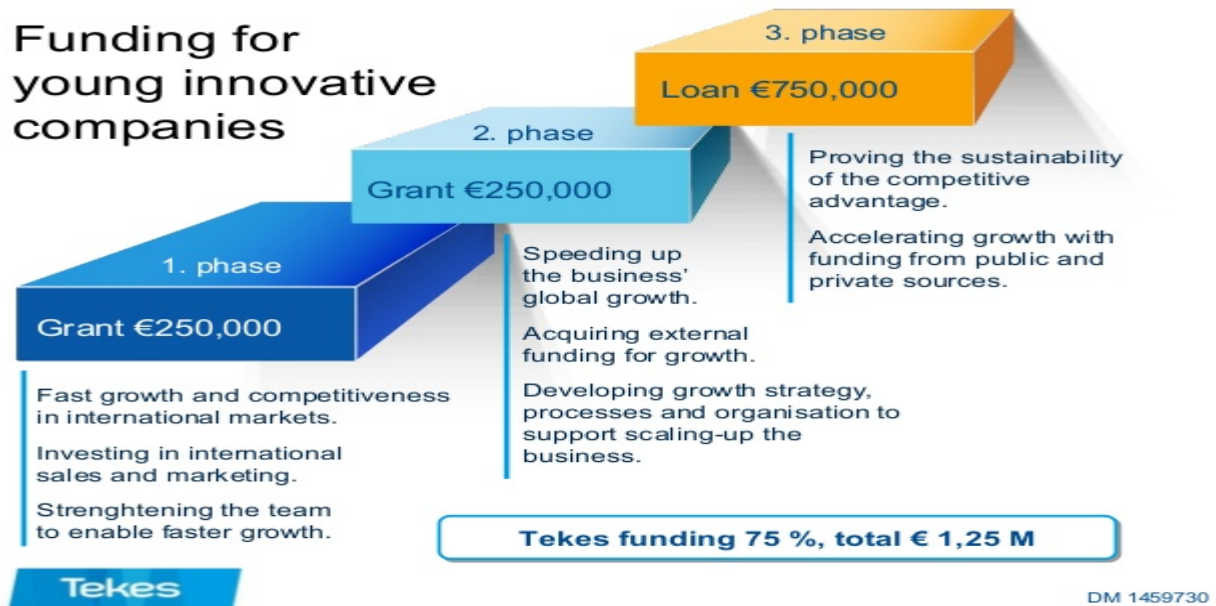 Funding for
young innovative
companies
1. phase
Grant €250,000
Fast growth and competitiveness
in international markets.
Investing in international
sales and marketing.
Strenghtening the team
to enable faster growth.
2. phase
Grant €250,000
Speeding up
the business'
global growth.
Acquiring external
funding for growth.
Developing growth strategy,
processes and organisation to
support scaling-up the
business.
3. phase
Loan €750,000
Proving the sustainability
of the competitive
advantage.
Accelerating growth with
funding from public and
private sources.
Tekes funding 75 %, total € 1,25 M
Tekes
DM 1459730